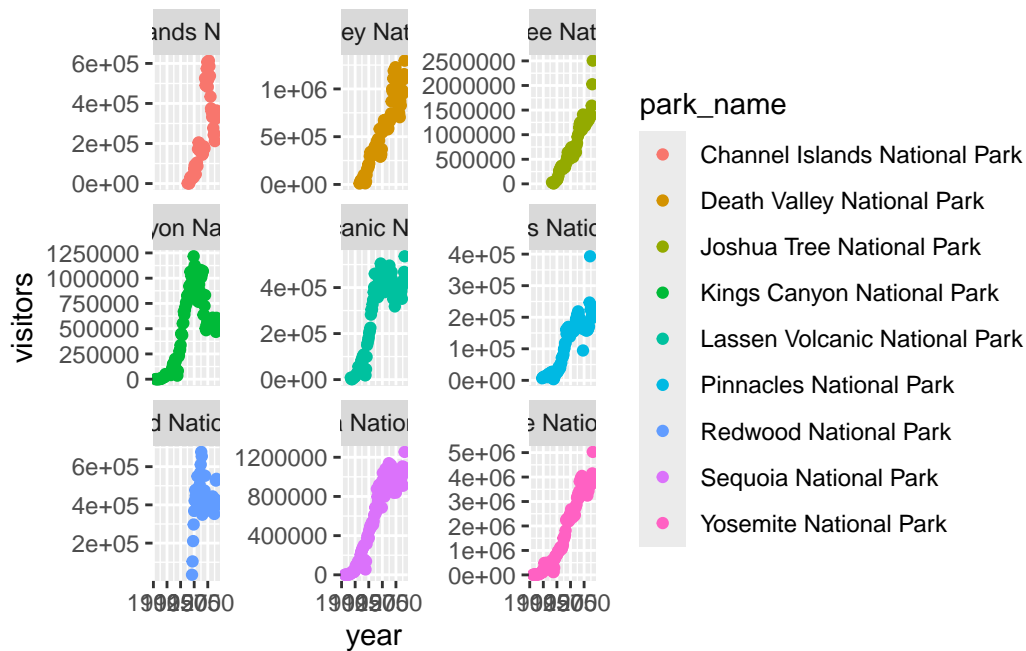 ands N
ey Nat
ee Nat
6e+05
4e+05
2e+05
0e+00
1e+06
5e+05
0e+00
2500000
2000000
1500000
1000000
500000
0
yon Na
canic N
s Natio
1250000
1000000
750000
500000
250000
0
4e+05
2e+05
0e+00
4e+05
3e+05
2e+05
1e+05
0e+00
d Natio
a Nation
e Natio
6e+05
4e+05
2e+05
1200000
800000
400000
0
5e+06
4e+06
3e+06
2e+06
1e+06
0e+00
visitors
year
park_name
Channel Islands National Park
Death Valley National Park
Joshua Tree National Park
Kings Canyon National Park
Lassen Volcanic National Park
Pinnacles National Park
Redwood National Park
Sequoia National Park
Yosemite National Park